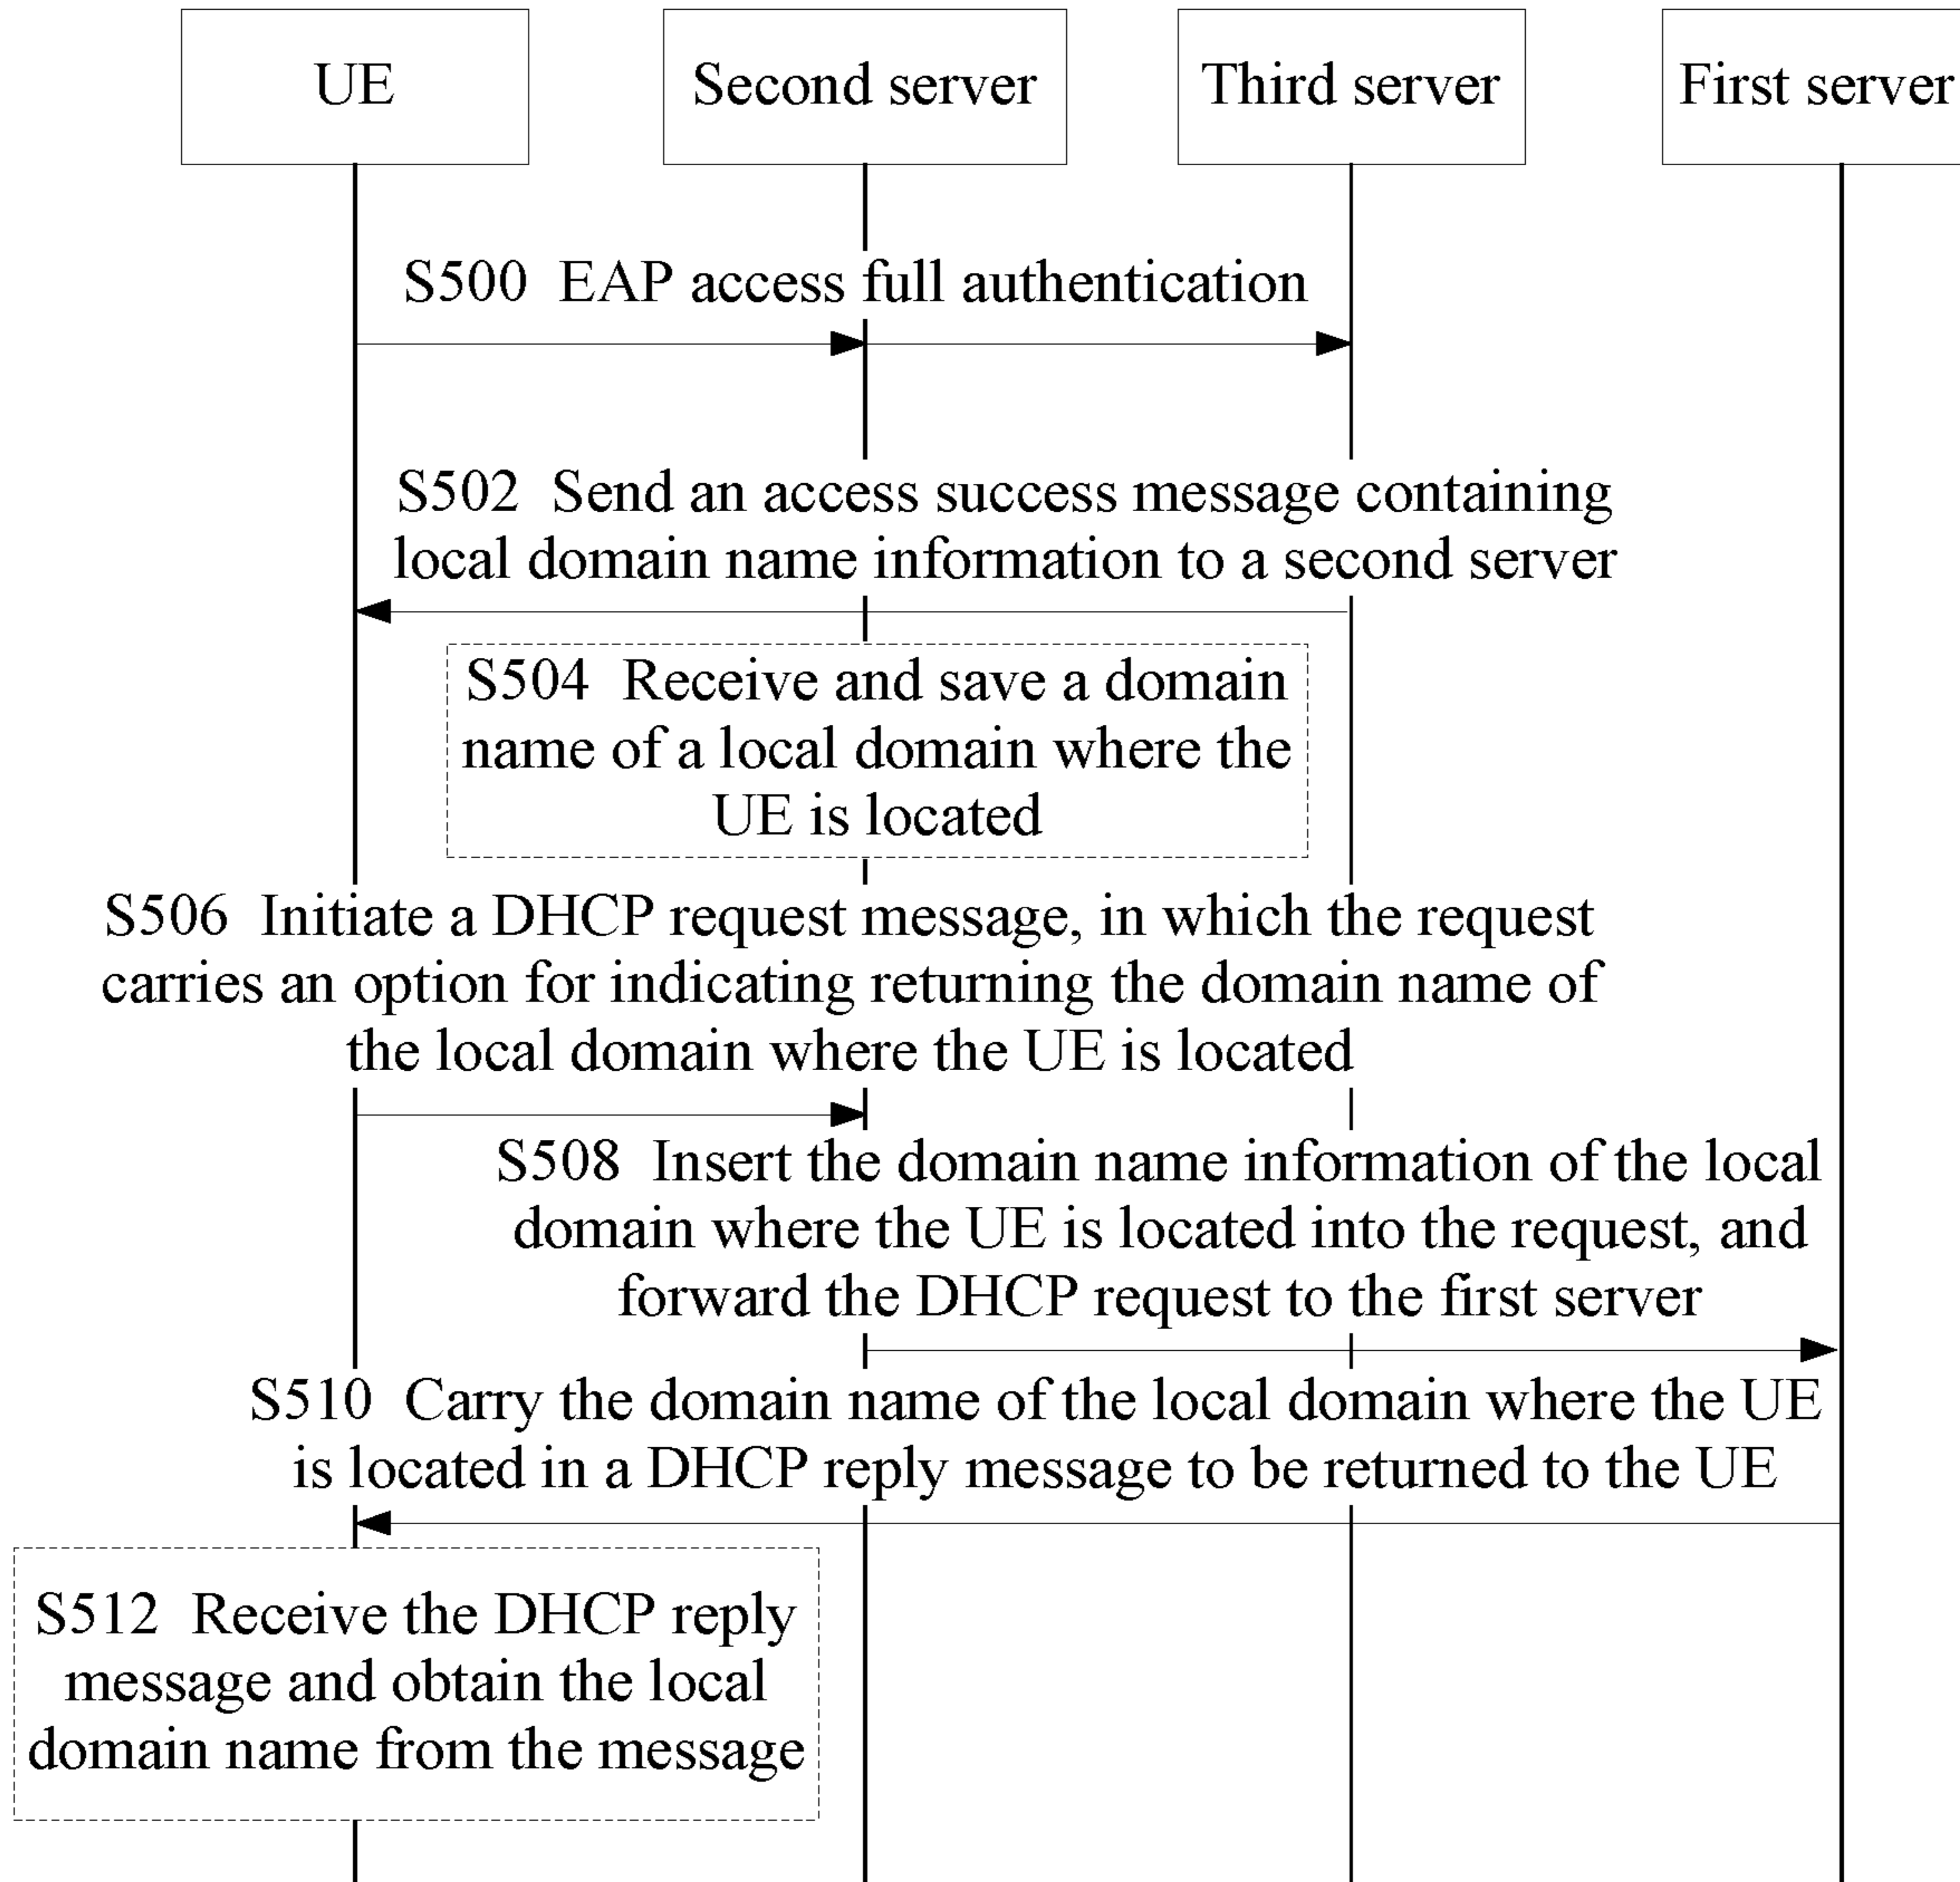 UE
Second server
Third server
First server
S500 EAP access full authentication
S502 Send an access success message containing
local domain name information to a second server
S504 Receive and save a domain
name of a local domain where the
UE is located
S506 Initiate a DHCP request message, in which the request
carries an option for indicating returning the domain name of
the local domain where the UE is located
S508 Insert the domain name information of the local
domain where the UE is located into the request, and
forward the DHCP request to the first server
S510 Carry the domain name of the local domain where the UE
is located in a DHCP reply message to be returned to the UE
S512 Receive the DHCP reply
message and obtain the local
domain name from the message